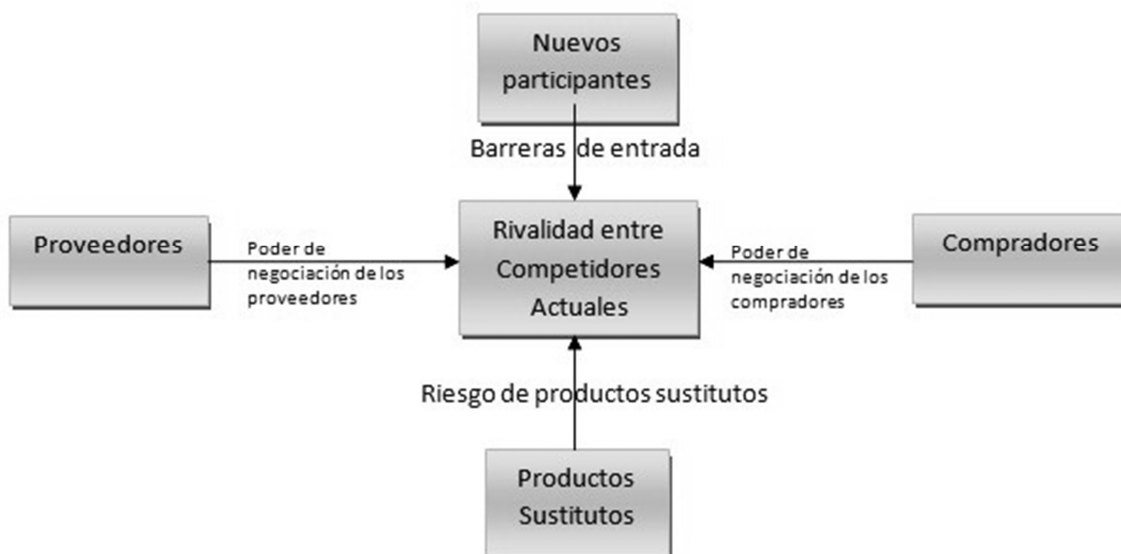 Nuevos
participantes
Barreras de entrada
Proveedores
Poder de
negociación de los
proveedores
Rivalidad entre
Competidores
Actuales
Poder de
negociación de los
compradores
Compradores
Riesgo de productos sustitutos
Productos
Sustitutos